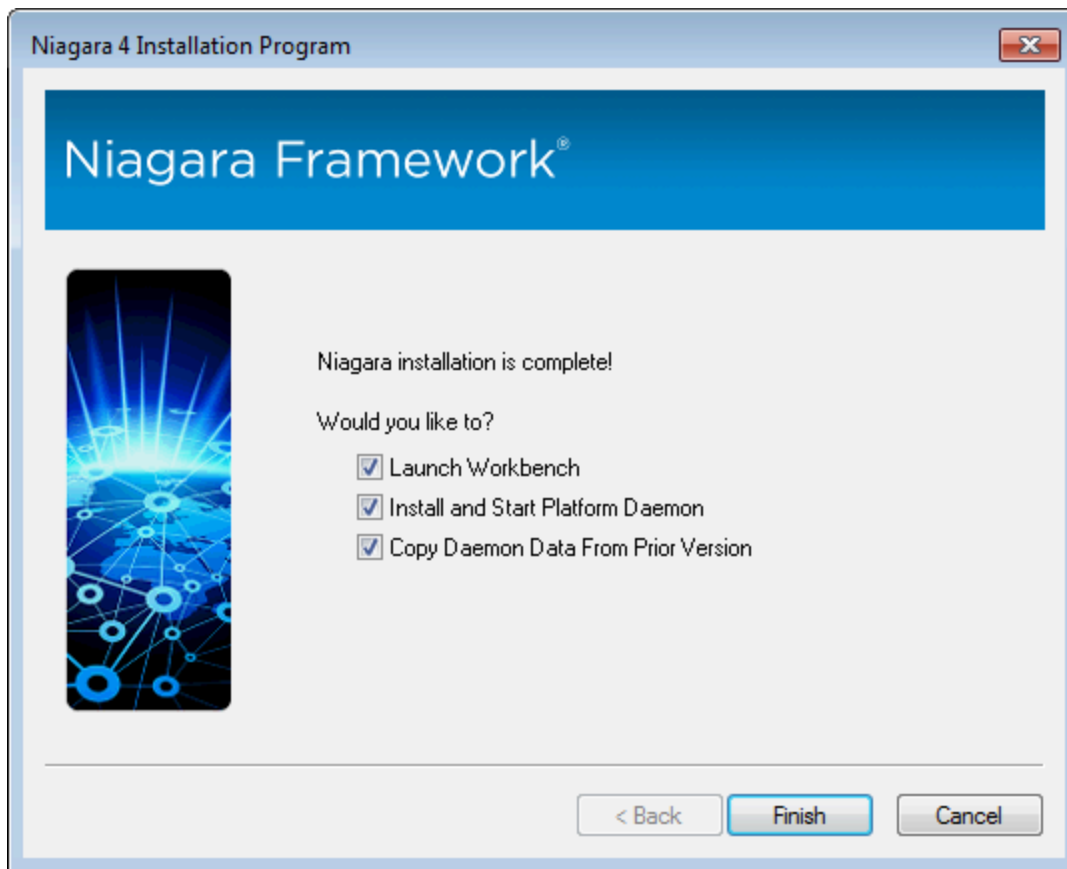 Niagara 4 Installation Program
Niagara Framework®
Niagara installation is complete!
Would you like to?
Launch Workbench
Install and Start Platform Daemon
Copy Daemon Data From Prior Version
< Back
Finish
Cancel